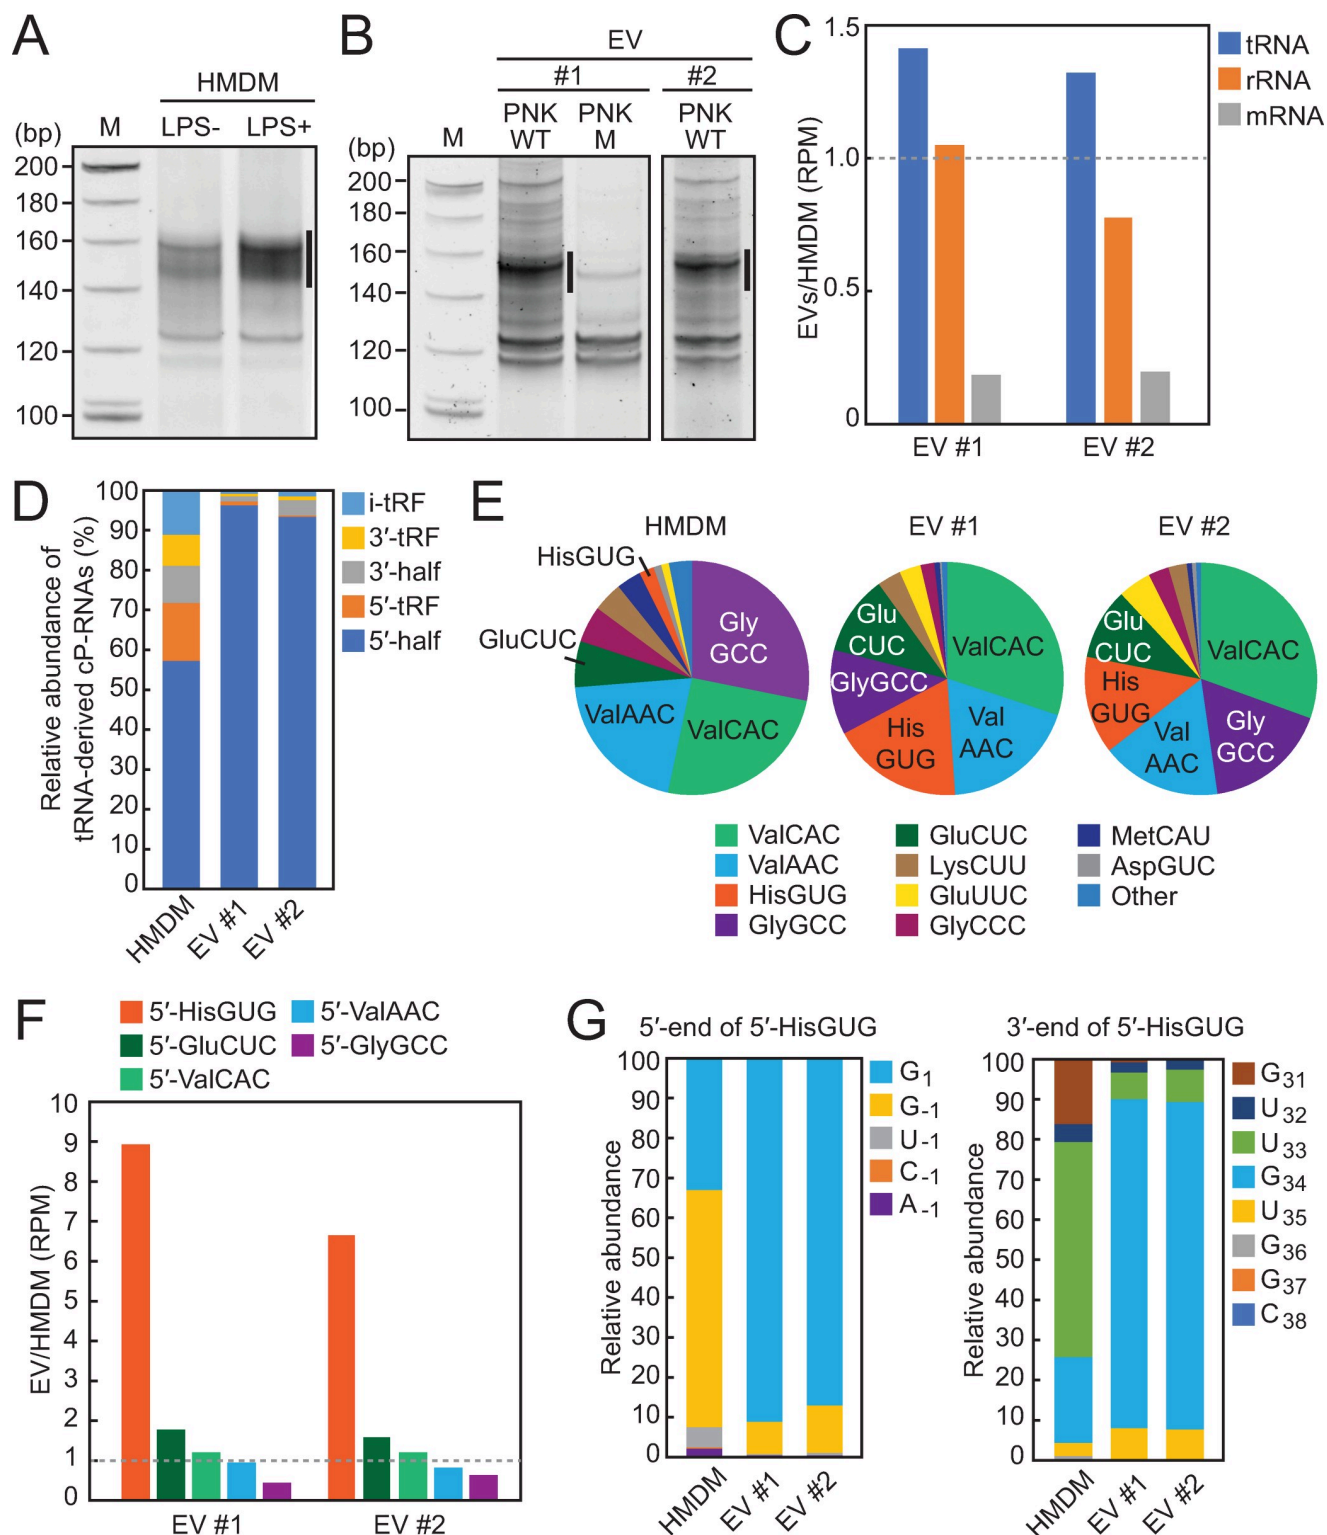 A
HMDM
(bp)
M
LPS-
LPS+
200
180
160
140
120
100
B
EV
#1
#2
(bp)
M
PNK
WT
PNK
M
PNK
WT
200
180
160
140
120
100
C
EVs/HMDM (RPM)
1.5
1.0
0.5
0
EV #1
EV #2
tRNA
rRNA
mRNA
D
Relative abundance of
tRNA-derived cP-RNAs (%)
100
90
80
70
60
50
40
30
20
10
0
HMDM
EV #1
EV #2
i-tRF
3′-tRF
3′-half
5′-tRF
5′-half
E
HMDM
HisGUG
GluCUC
Gly
GCC
ValAAC
ValCAC
EV #1
Glu
CUC
ValCAC
GlyGCC
His
GUG
Val
AAC
EV #2
Glu
CUC
ValCAC
His
GUG
Val
AAC
Gly
GCC
ValCAC
ValAAC
HisGUG
GlyGCC
GluCUC
LysCUU
GluUUC
GlyCCC
MetCAU
AspGUC
Other
F
5′-HisGUG
5′-GluCUC
5′-ValCAC
5′-ValAAC
5′-GlyGCC
EV/HMDM (RPM)
10
9
8
7
6
5
4
3
2
1
0
EV #1
EV #2
G
5′-end of 5′-HisGUG
Relative abundance
100
90
80
70
60
50
40
30
20
10
0
HMDM
EV #1
EV #2
G1
G-1
U-1
C-1
A-1
3′-end of 5′-HisGUG
Relative abundance
100
90
80
70
60
50
40
30
20
10
0
HMDM
EV #1
EV #2
G31
U32
U33
G34
U35
G36
G37
C38